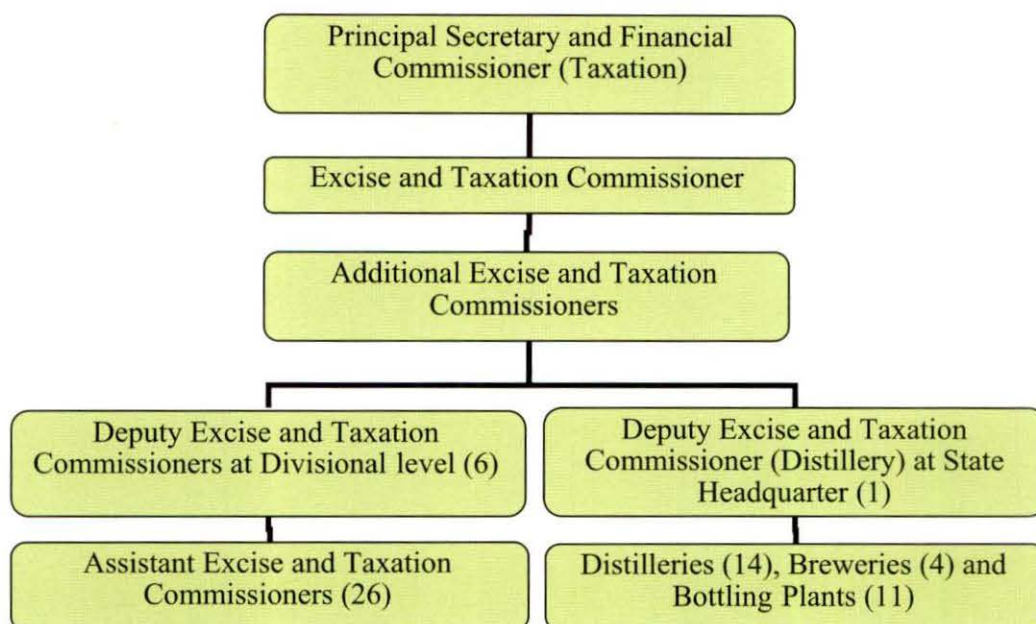 Principal Secretary and Financial
Commissioner (Taxation)
Excise and Taxation Commissioner
Additional Excise and Taxation
Commissioners
Deputy Excise and Taxation
Commissioners at Divisional level (6)
Deputy Excise and Taxation
Commissioner (Distillery) at State
Headquarter (1)
Assistant Excise and Taxation
Commissioners (26)
Distilleries (14), Breweries (4) and
Bottling Plants (11)